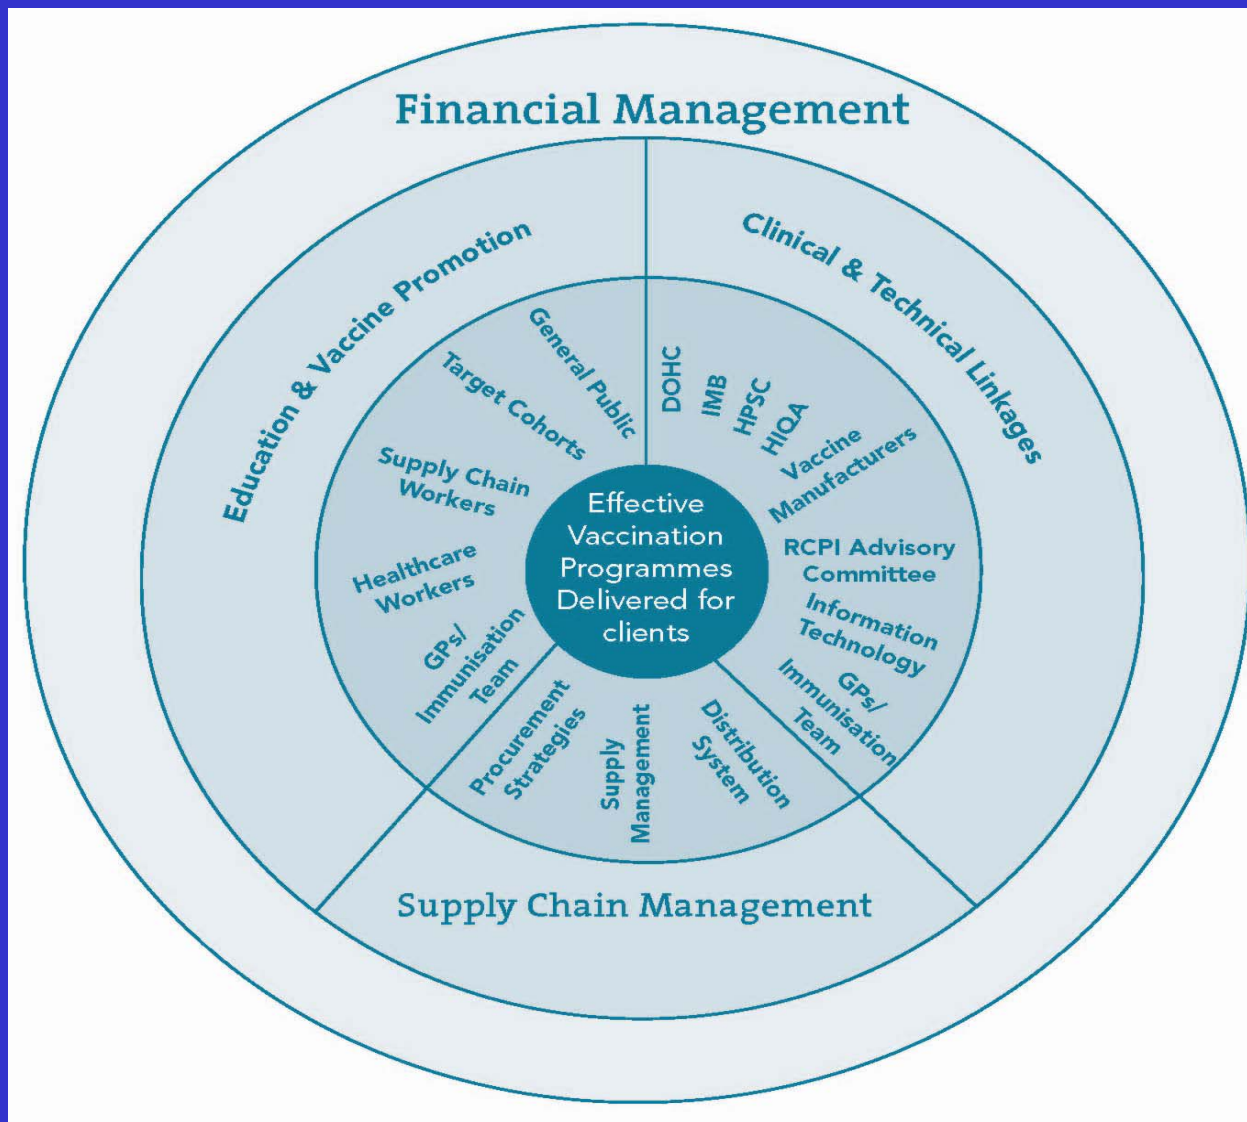 Financial Management
Education & Vaccine Promotion
Clinical & Technical Linkages
General Public
Target Cohorts
Supply Chain
Workers
Healthcare
Workers
GPs/
Immunisation
Team
DOHC
IMB
HPSC
HIQA
Vaccine
Manufacturers
RCPI Advisory
Committee
Information
Technology
GPs/
Immunisation
Team
Effective
Vaccination
Programmes
Delivered for
clients
Procurement
Strategies
Supply
Management
Distribution
System
Supply Chain Management